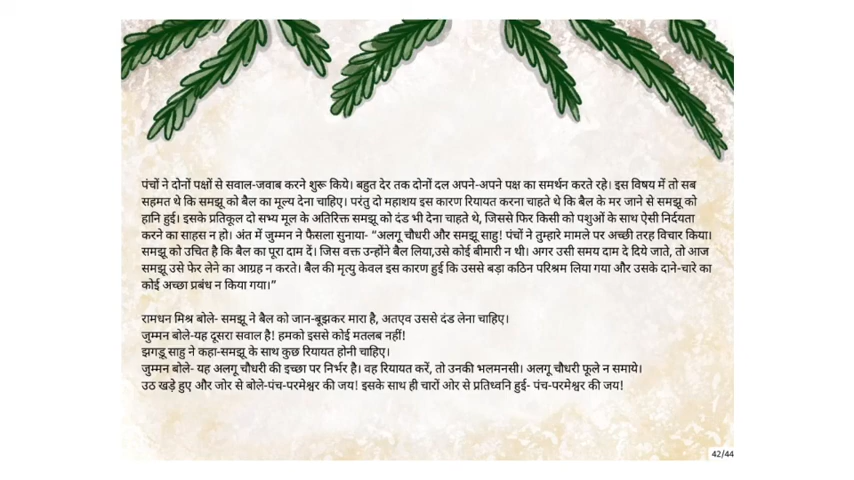 पंचों ने दोनों पक्षों से सवाल-जवाब करने शुरू किये। बहुत देर तक दोनों दल अपने-अपने पक्ष का समर्थन करते रहे। इस विषय में तो सब
सहमत थे कि समझू को बैल का मूल्य देना चाहिए। परंतु दो महाशय इस कारण रियायत करना चाहते थे कि बैल के मर जाने से समझू को
हानि हुई। इसके प्रतिकूल दो सभ्य मूल के अतिरिक्त समझू को दंड भी देना चाहते थे, जिससे फिर किसी को पशुओं के साथ ऐसी निर्दयता
करने का साहस न हो। अंत में जुम्मन ने फैसला सुनाया- “अलगू चौधरी और समझू साहु! पंचों ने तुम्हारे मामले पर अच्छी तरह विचार किया।
समझू को उचित है कि बैल का पूरा दाम दें। जिस वक्त उन्होंने बैल लिया,उसे कोई बीमारी न थी। अगर उसी समय दाम दे दिये जाते, तो आज
समझू उसे फेर लेने का आग्रह न करते। बैल की मृत्यु केवल इस कारण हुई कि उससे बड़ा कठिन परिश्रम लिया गया और उसके दाने-चारे का
कोई अच्छा प्रबंध न किया गया।”
रामधन मिश्र बोले- समझू ने बैल को जान-बूझकर मारा है, अतएव उससे दंड लेना चाहिए।
जुम्मन बोले-यह दूसरा सवाल है! हमको इससे कोई मतलब नहीं!
झगडू साहु ने कहा-समझू के साथ कुछ रियायत होनी चाहिए।
जुम्मन बोले- यह अलगू चौधरी की इच्छा पर निर्भर है। वह रियायत करें, तो उनकी भलमनसी। अलगू चौधरी फूले न समाये।
उठ खड़े हुए और जोर से बोले-पंच-परमेश्वर की जय! इसके साथ ही चारों ओर से प्रतिध्वनि हुई- पंच-परमेश्वर की जय!
42/44